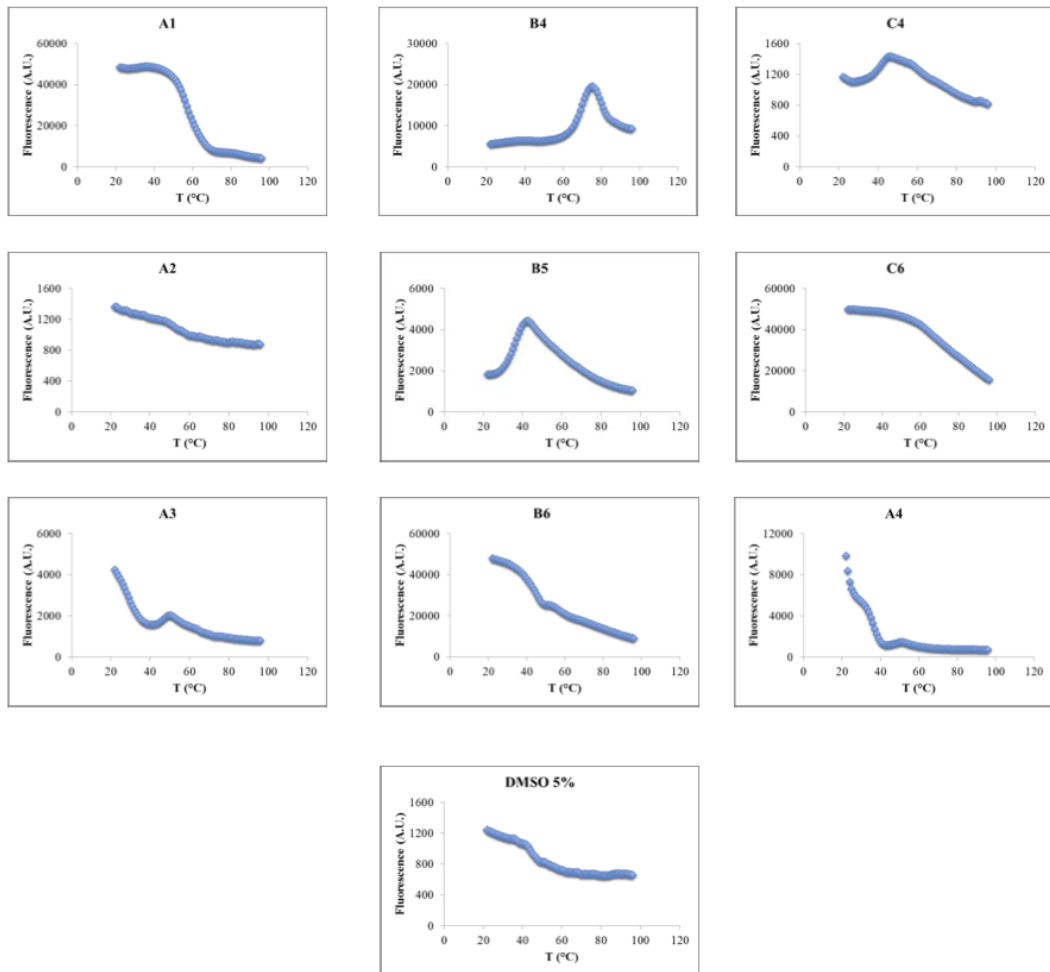 A1
Fluorescence (A.U.)
60000
40000
20000
0
0 20 40 60 80 100 120
T (°C)
B4
Fluorescence (A.U.)
30000
20000
10000
0
0 20 40 60 80 100 120
T (°C)
C4
Fluorescence (A.U.)
1600
1200
800
400
0
0 20 40 60 80 100 120
T (°C)
A2
Fluorescence (A.U.)
1600
1200
800
400
0
0 20 40 60 80 100 120
T (°C)
B5
Fluorescence (A.U.)
6000
4000
2000
0
0 20 40 60 80 100 120
T (°C)
C6
Fluorescence (A.U.)
60000
40000
20000
0
0 20 40 60 80 100 120
T (°C)
A3
Fluorescence (A.U.)
6000
4000
2000
0
0 20 40 60 80 100 120
T (°C)
B6
Fluorescence (A.U.)
60000
40000
20000
0
0 20 40 60 80 100 120
T (°C)
A4
Fluorescence (A.U.)
12000
8000
4000
0
0 20 40 60 80 100 120
T (°C)
DMSO 5%
Fluorescence (A.U.)
1600
1200
800
400
0
0 20 40 60 80 100 120
T (°C)